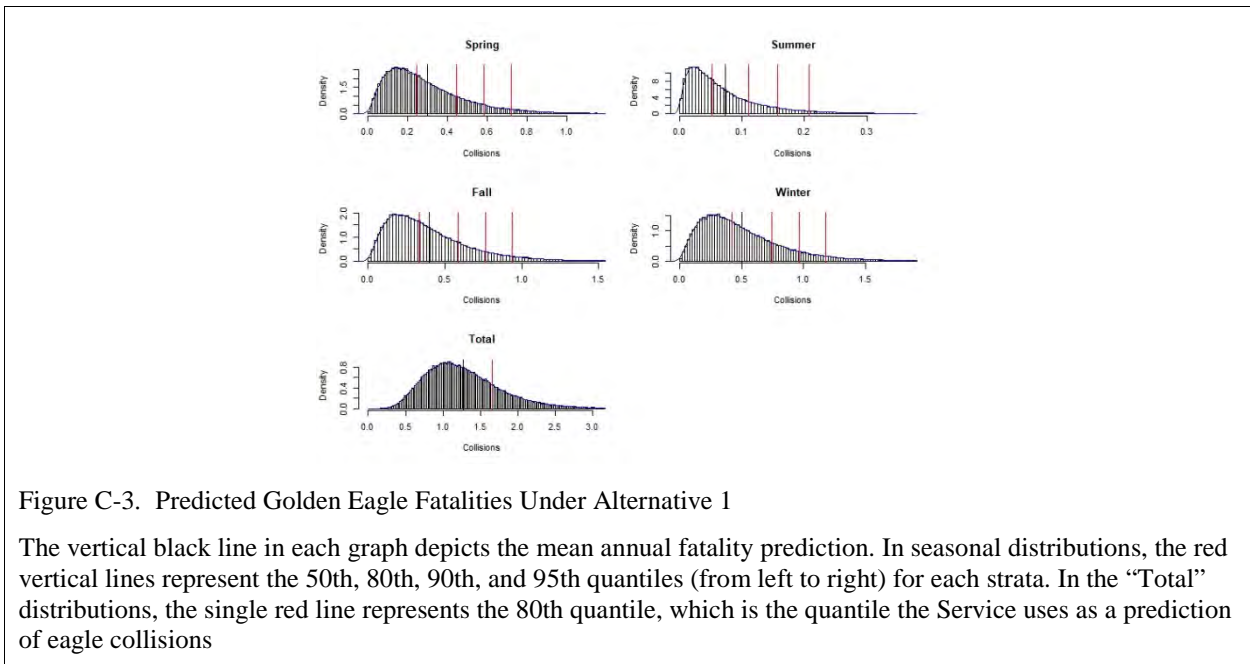 Spring
Density
0.0 1.5
0.0 0.2 0.4 0.6 0.8 1.0
Collisions
Summer
Density
0 4 8
0.0 0.1 0.2 0.3
Collisions
Fall
Density
0.0 1.0 2.0
0.0 0.5 1.0 1.5
Collisions
Winter
Density
0.0 1.0
0.0 0.5 1.0 1.5
Collisions
Total
Density
0.0 0.4 0.8
0.0 0.5 1.0 1.5 2.0 2.5 3.0
Collisions
Figure C-3. Predicted Golden Eagle Fatalities Under Alternative 1
The vertical black line in each graph depicts the mean annual fatality prediction. In seasonal distributions, the red
vertical lines represent the 50th, 80th, 90th, and 95th quantiles (from left to right) for each strata. In the “Total”
distributions, the single red line represents the 80th quantile, which is the quantile the Service uses as a prediction
of eagle collisions